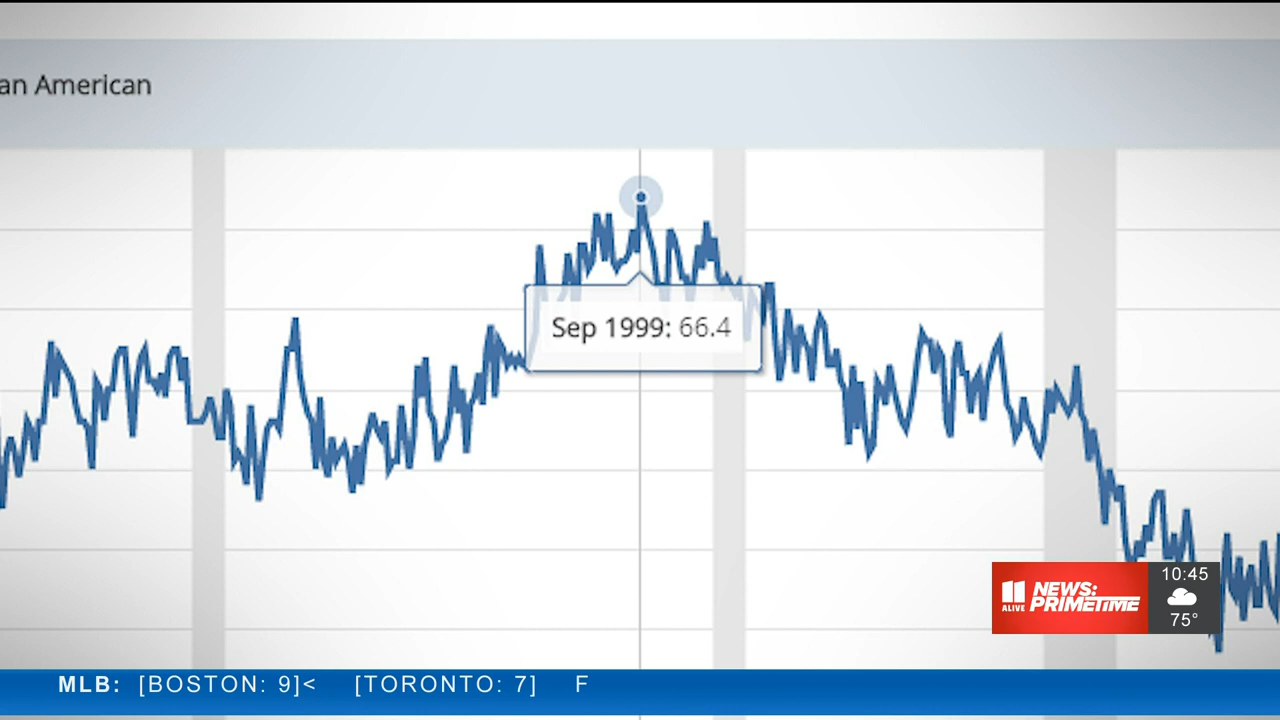 an American
Sep 1999: 66.4
11 ALIVE
NEWS:
PRIMETIME
10:45
75°
MLB: [BOSTON: 9]< [TORONTO: 7] F